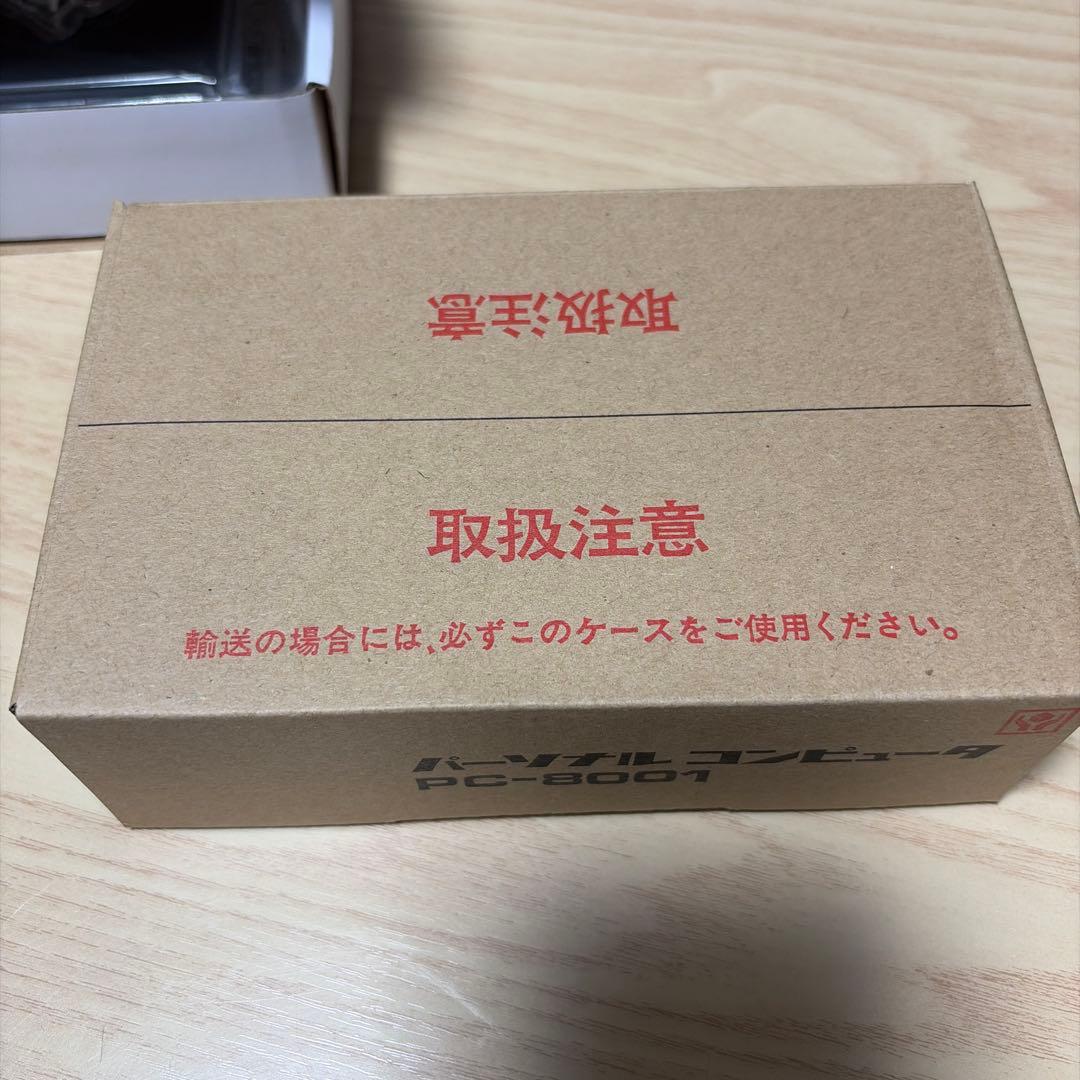 取扱注意
取扱注意
輸送の場合には、必ずこのケースをご使用ください。
パーソナル コンピュータ
PC-8001